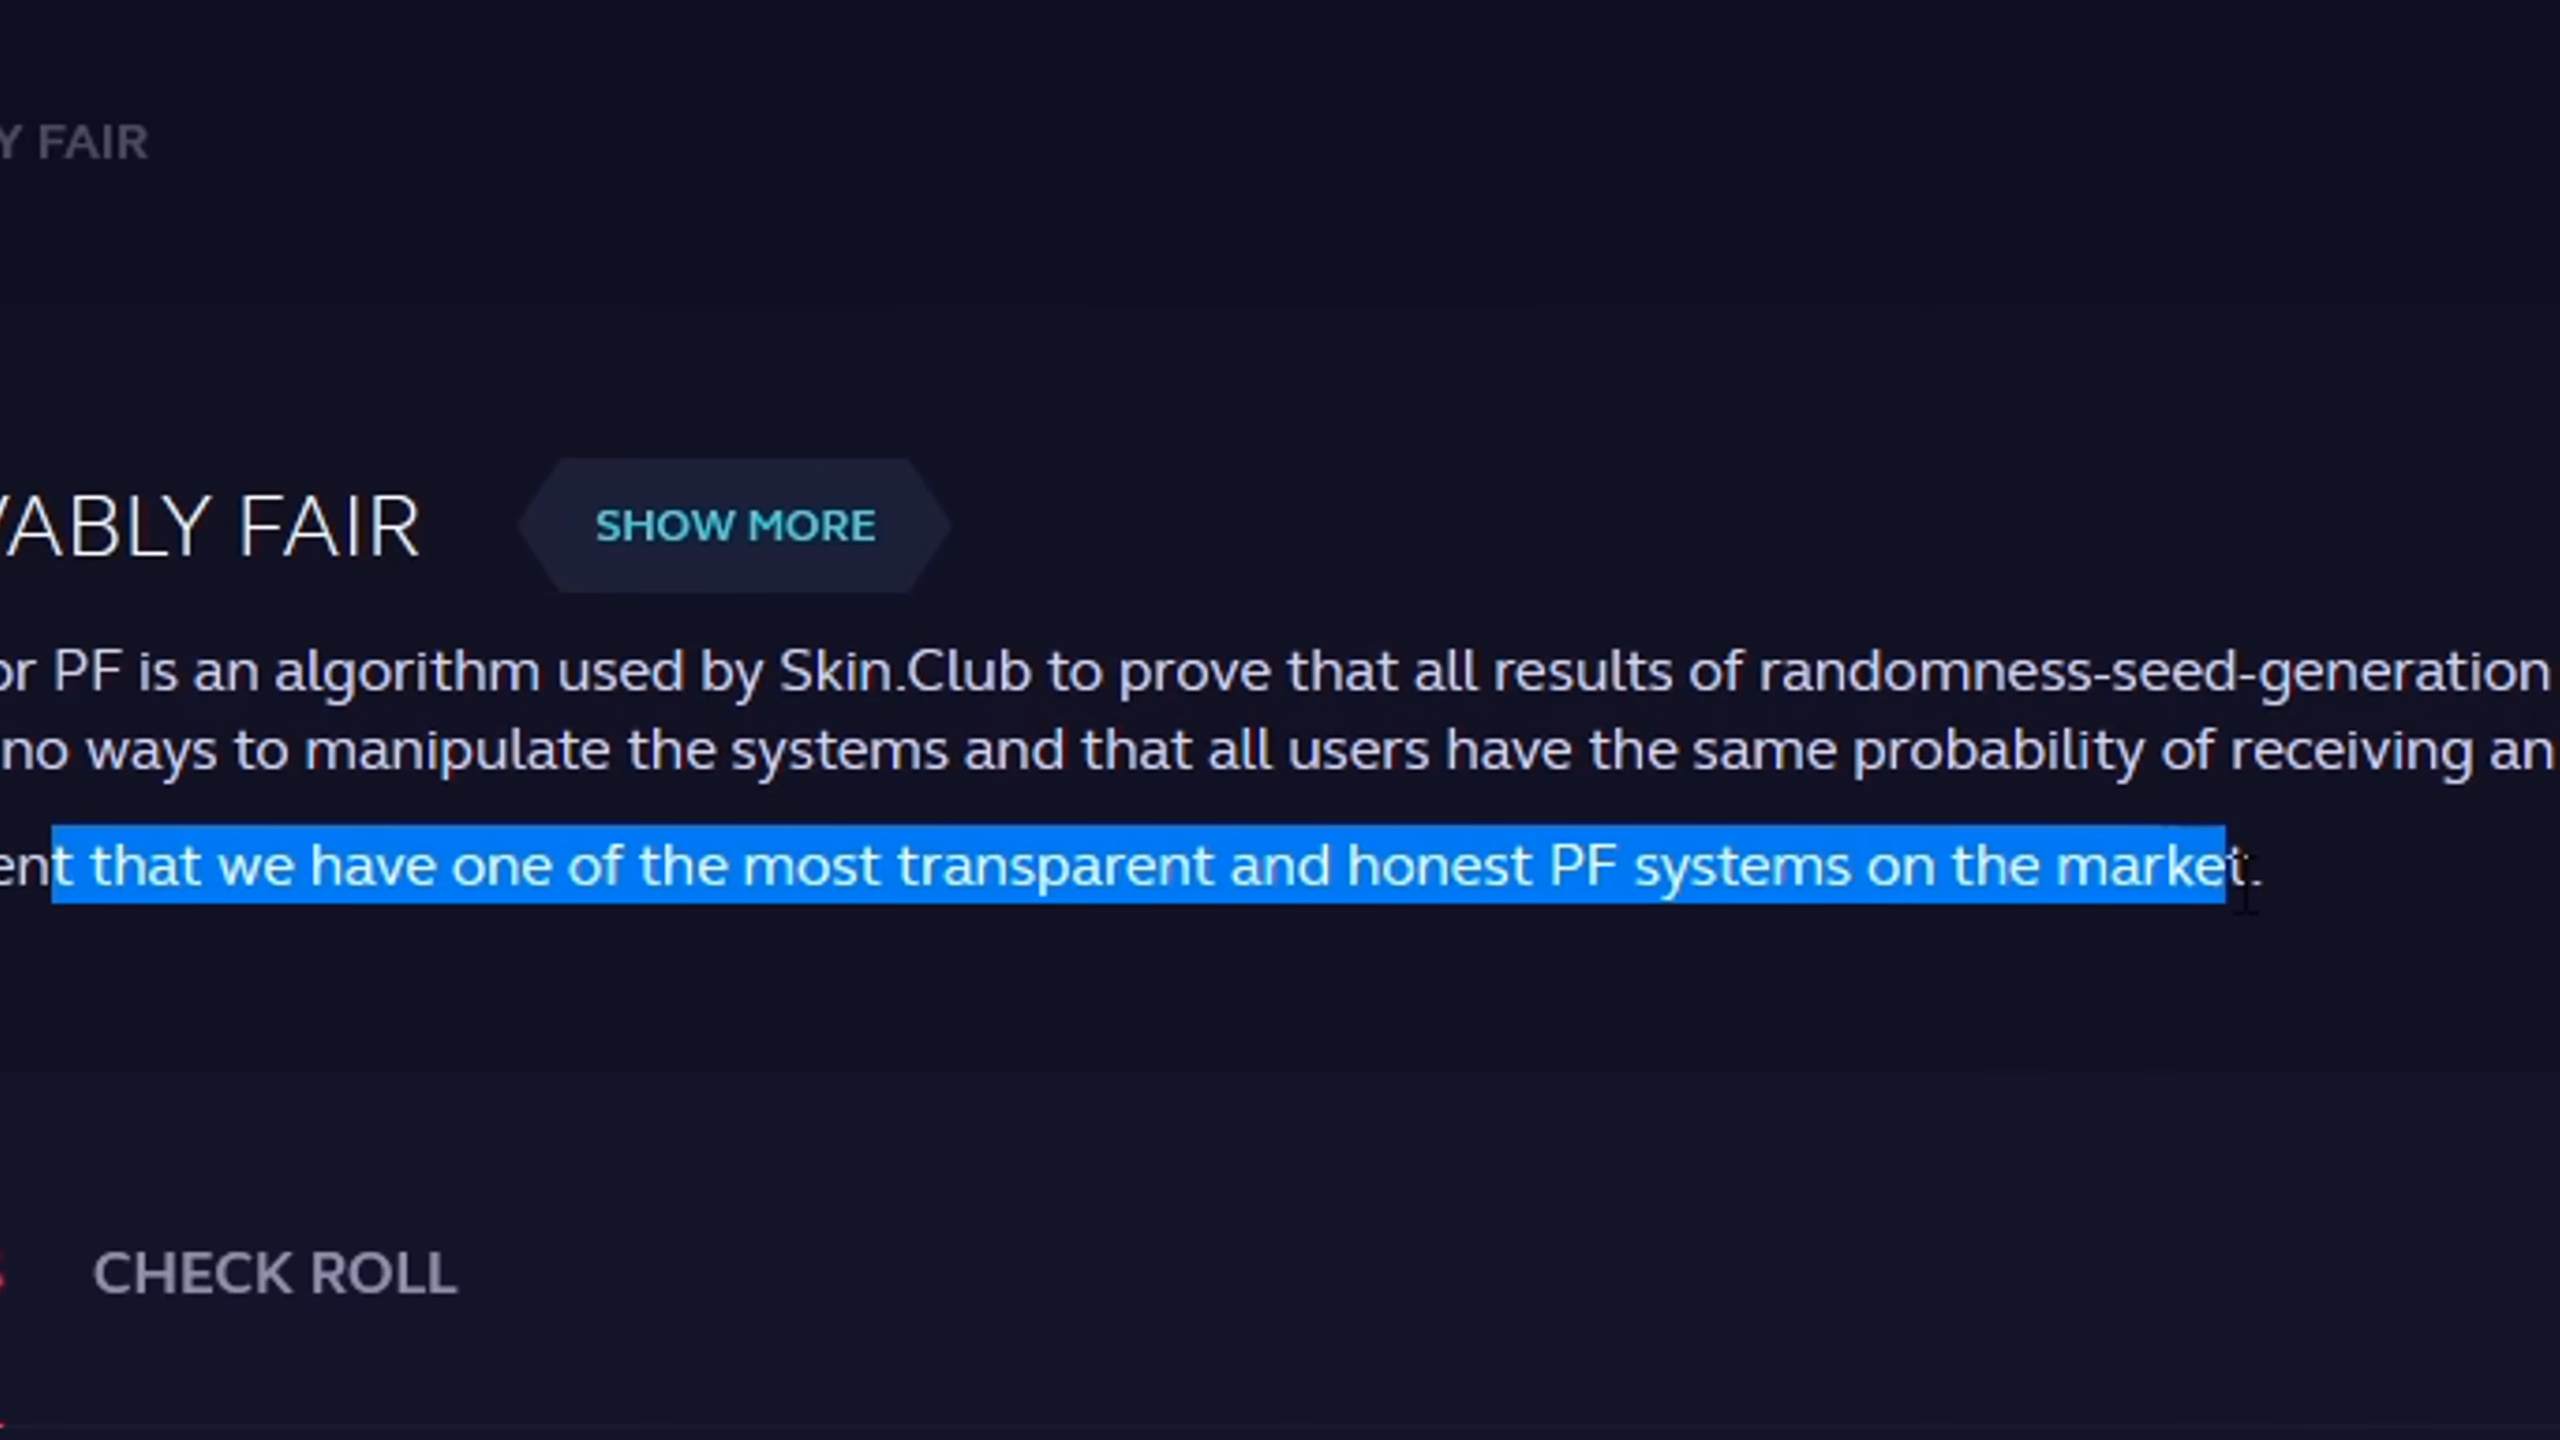 Y FAIR
VABLY FAIR
SHOW MORE
or PF is an algorithm used by Skin.Club to prove that all results of randomness-seed-generation
no ways to manipulate the systems and that all users have the same probability of receiving an
ent that we have one of the most transparent and honest PF systems on the market.
CHECK ROLL